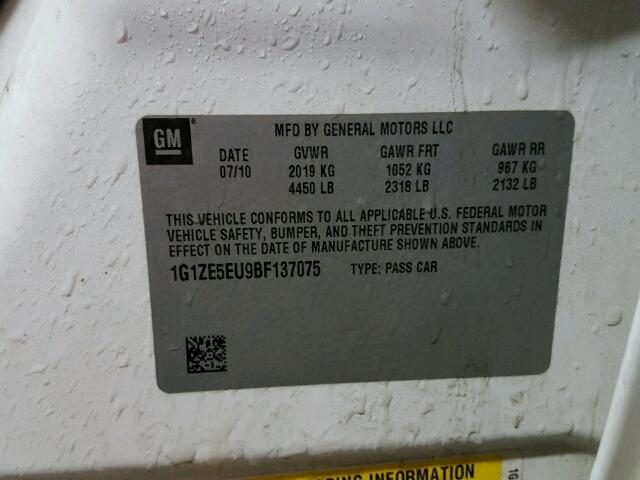 GM ®
MFD BY GENERAL MOTORS LLC
DATE GVWR GAWR FRT GAWR RR
07/10 2019 KG 1052 KG 967 KG
4450 LB 2318 LB 2132 LB
THIS VEHICLE CONFORMS TO ALL APPLICABLE U.S. FEDERAL MOTOR
VEHICLE SAFETY, BUMPER, AND THEFT PREVENTION STANDARDS IN
EFFECT ON THE DATE OF MANUFACTURE SHOWN ABOVE.
1G1ZE5EU9BF137075 TYPE: PASS CAR
INFORMATION